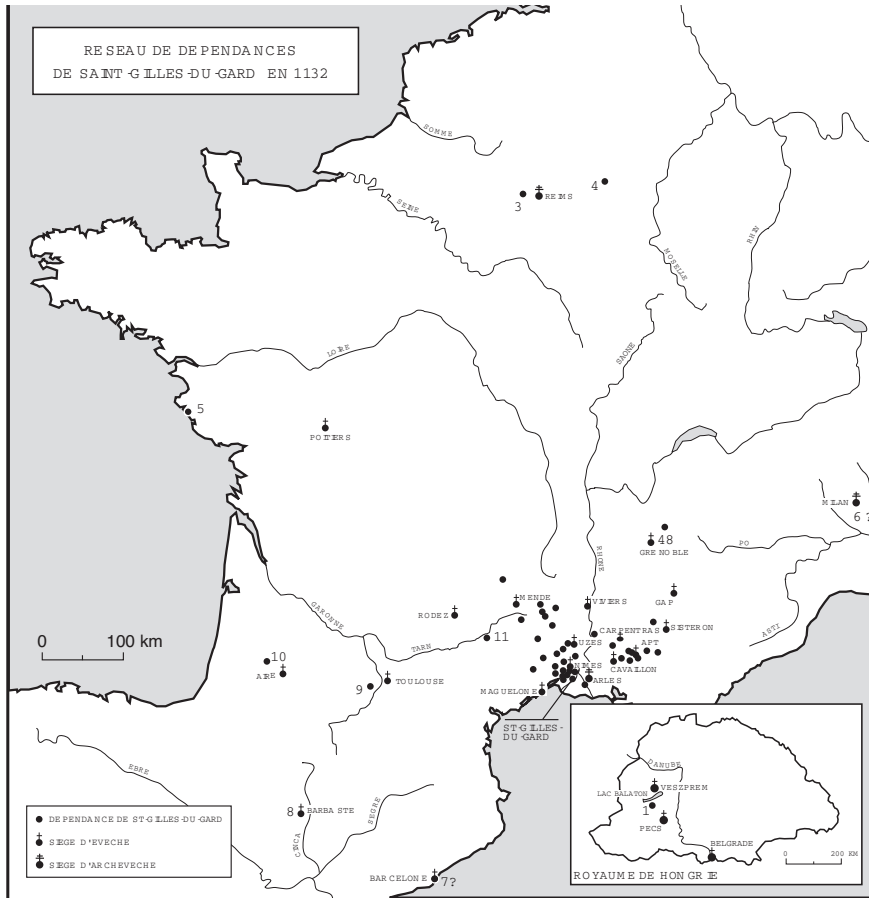 RESEAU DE DEPENDANCES
DE SAINT-GILLES-DU-GARD EN 1132
SOMME
SEINE
3
REIMS
4
MOSELLE
RHIN
LOIRE
SAONE
5
POITIERS
MILAN
6 ?
48
GRENOBLE
PO
RHONE
GARONNE
MENDE
VIVIERS
GAP
RODEZ
CARPENTRAS
SISTERON
ASTI
0 100 km
TARN
11
UZES
APT
10
NIMES
CAVAILLON
AIRE
9
TOULOUSE
MAGUELONE
ARLES
ST-GILLES-
DU-GARD
EBRE
DANUBE
LAC BALATON
VESZPREM
1
PECS
8
BARBASTE
SEGRE
CINCA
BELGRADE
0 200 KM
DEPENDANCE DE ST-GILLES-DU-GARD
SIEGE D'EVECHE
SIEGE D'ARCHEVECHE
BARCELONE
7?
ROYAUME DE HONGRIE